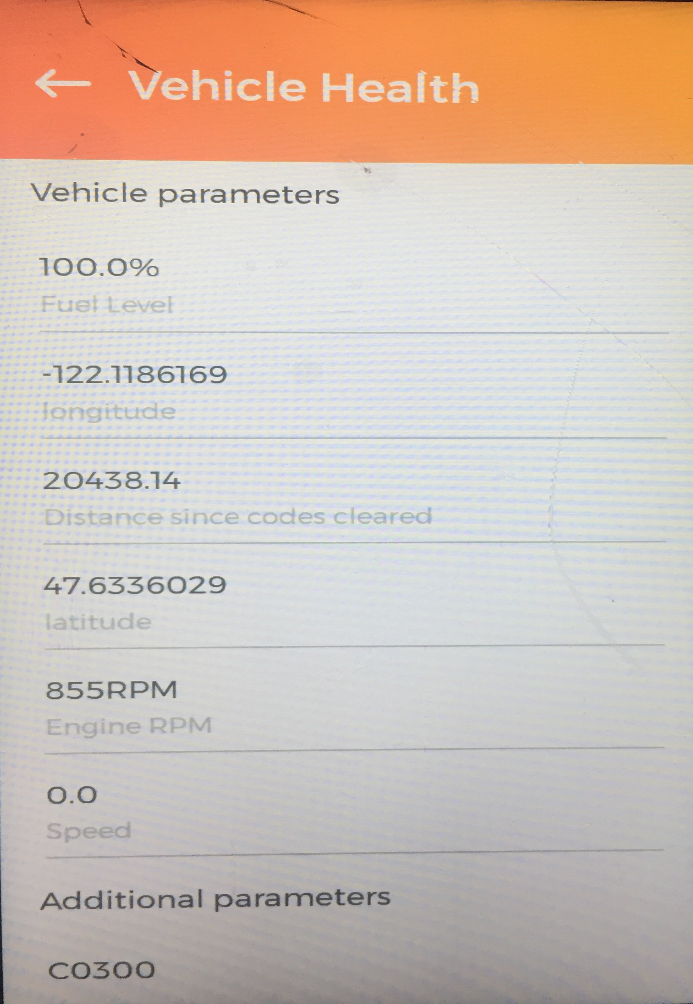 Vehicle Health
Vehicle parameters
100.0%
Fuel Level
-122.1186169
longitude
20438.14
Distance since codes cleared
47.6336029
latitude
855RPM
Engine RPM
0.0
Speed
Additional parameters
C0300